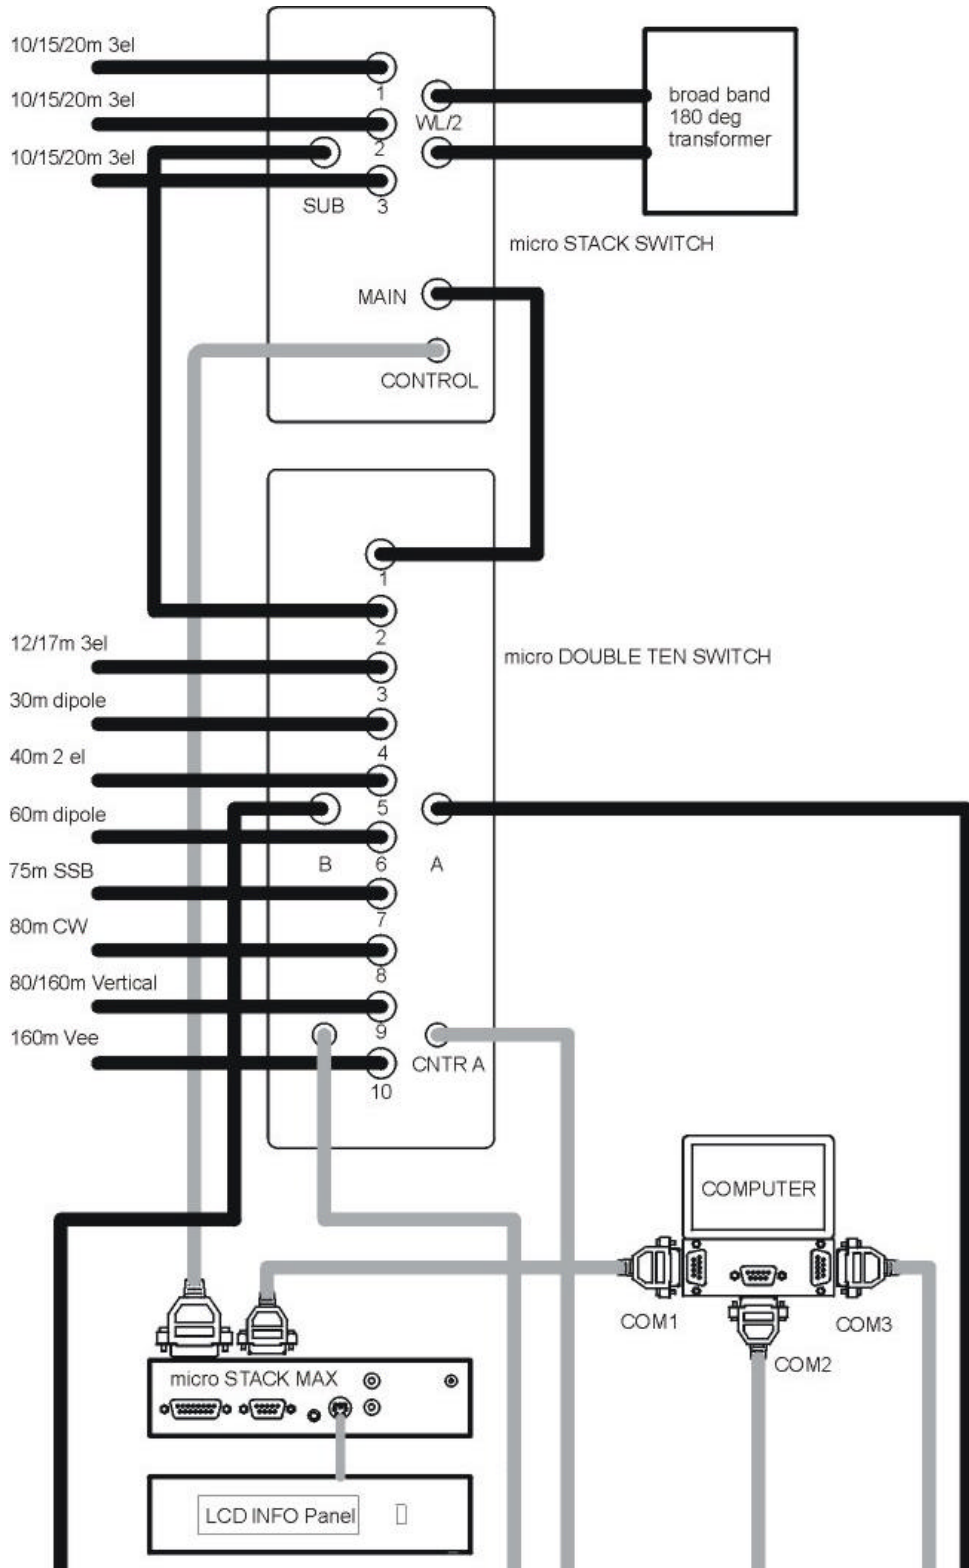 10/15/20m 3el
1
10/15/20m 3el
WL/2
broad band
180 deg
transformer
2
10/15/20m 3el
SUB
3
micro STACK SWITCH
MAIN
CONTROL
1
2
12/17m 3el
micro DOUBLE TEN SWITCH
3
30m dipole
4
40m 2 el
5
60m dipole
B
6
A
75m SSB
7
80m CW
8
80/160m Vertical
9
160m Vee
CNTR A
10
COMPUTER
COM1
COM3
COM2
micro STACK MAX
LCD INFO Panel